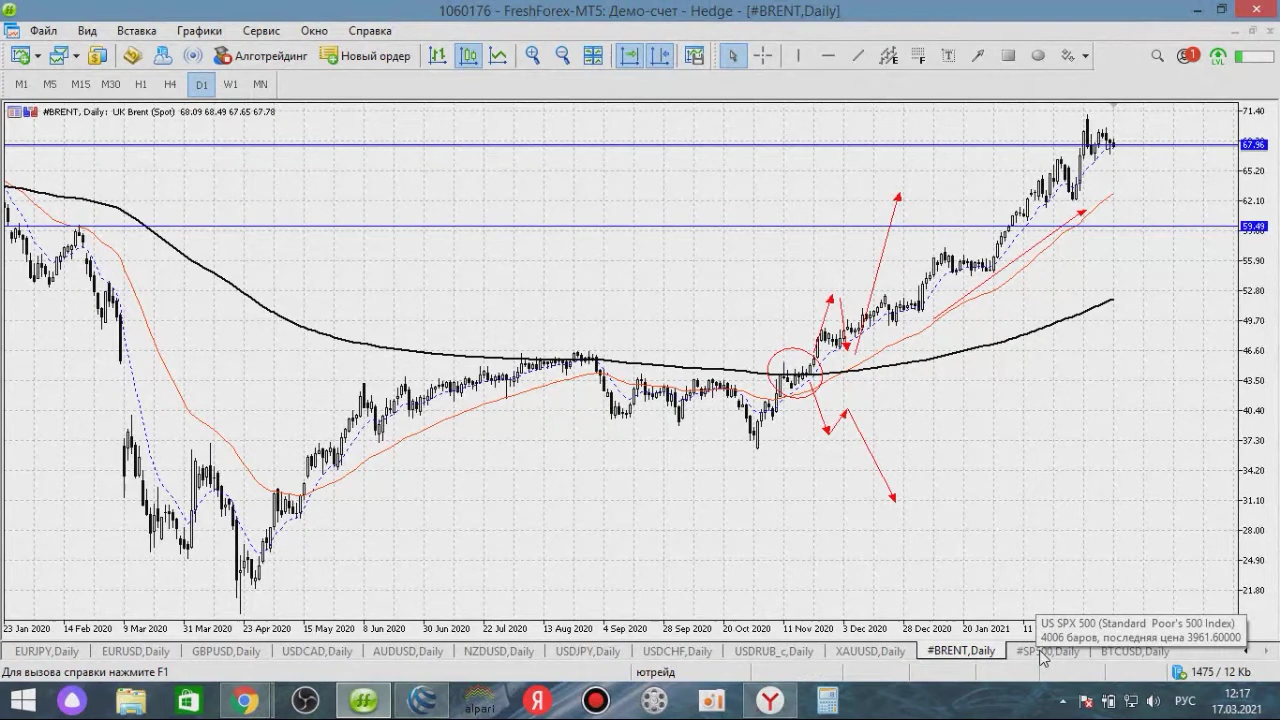 1060176 - FreshForex-MT5: Демо-счет - Hedge - [#BRENT,Daily]
Файл Вид Вставка Графики Сервис Окно Справка
Алготрейдинг Новый ордер 1 LVL
M1 M5 M15 M30 H1 H4 D1 W1 MN
#BRENT, Daily: UK Brent (Spot) 68.09 68.49 67.65 67.78
71.40
67.96
65.20
62.10
59.49
55.90
52.80
49.70
46.60
43.50
40.40
37.30
34.20
31.10
28.00
24.90
21.80
23 Jan 2020 14 Feb 2020 9 Mar 2020 31 Mar 2020 23 Apr 2020 15 May 2020 8 Jun 2020 30 Jun 2020 22 Jul 2020 13 Aug 2020 4 Sep 2020 28 Sep 2020 20 Oct 2020 11 Nov 2020 3 Dec 2020 28 Dec 2020 20 Jan 2021 11
US SPX 500 (Standard Poor's 500 Index)
4006 баров, последняя цена 3961.60000
EURJPY,Daily EURUSD,Daily GBPUSD,Daily USDCAD,Daily AUDUSD,Daily NZDUSD,Daily USDJPY,Daily USDCHF,Daily USDRUB_c,Daily XAUUSD,Daily #BRENT,Daily #SP500,Daily BTCUSD,Daily
Для вызова справки нажмите F1 ютрейд 1475 / 12 Kb
alpari Я РУС 12:17
17.03.2021